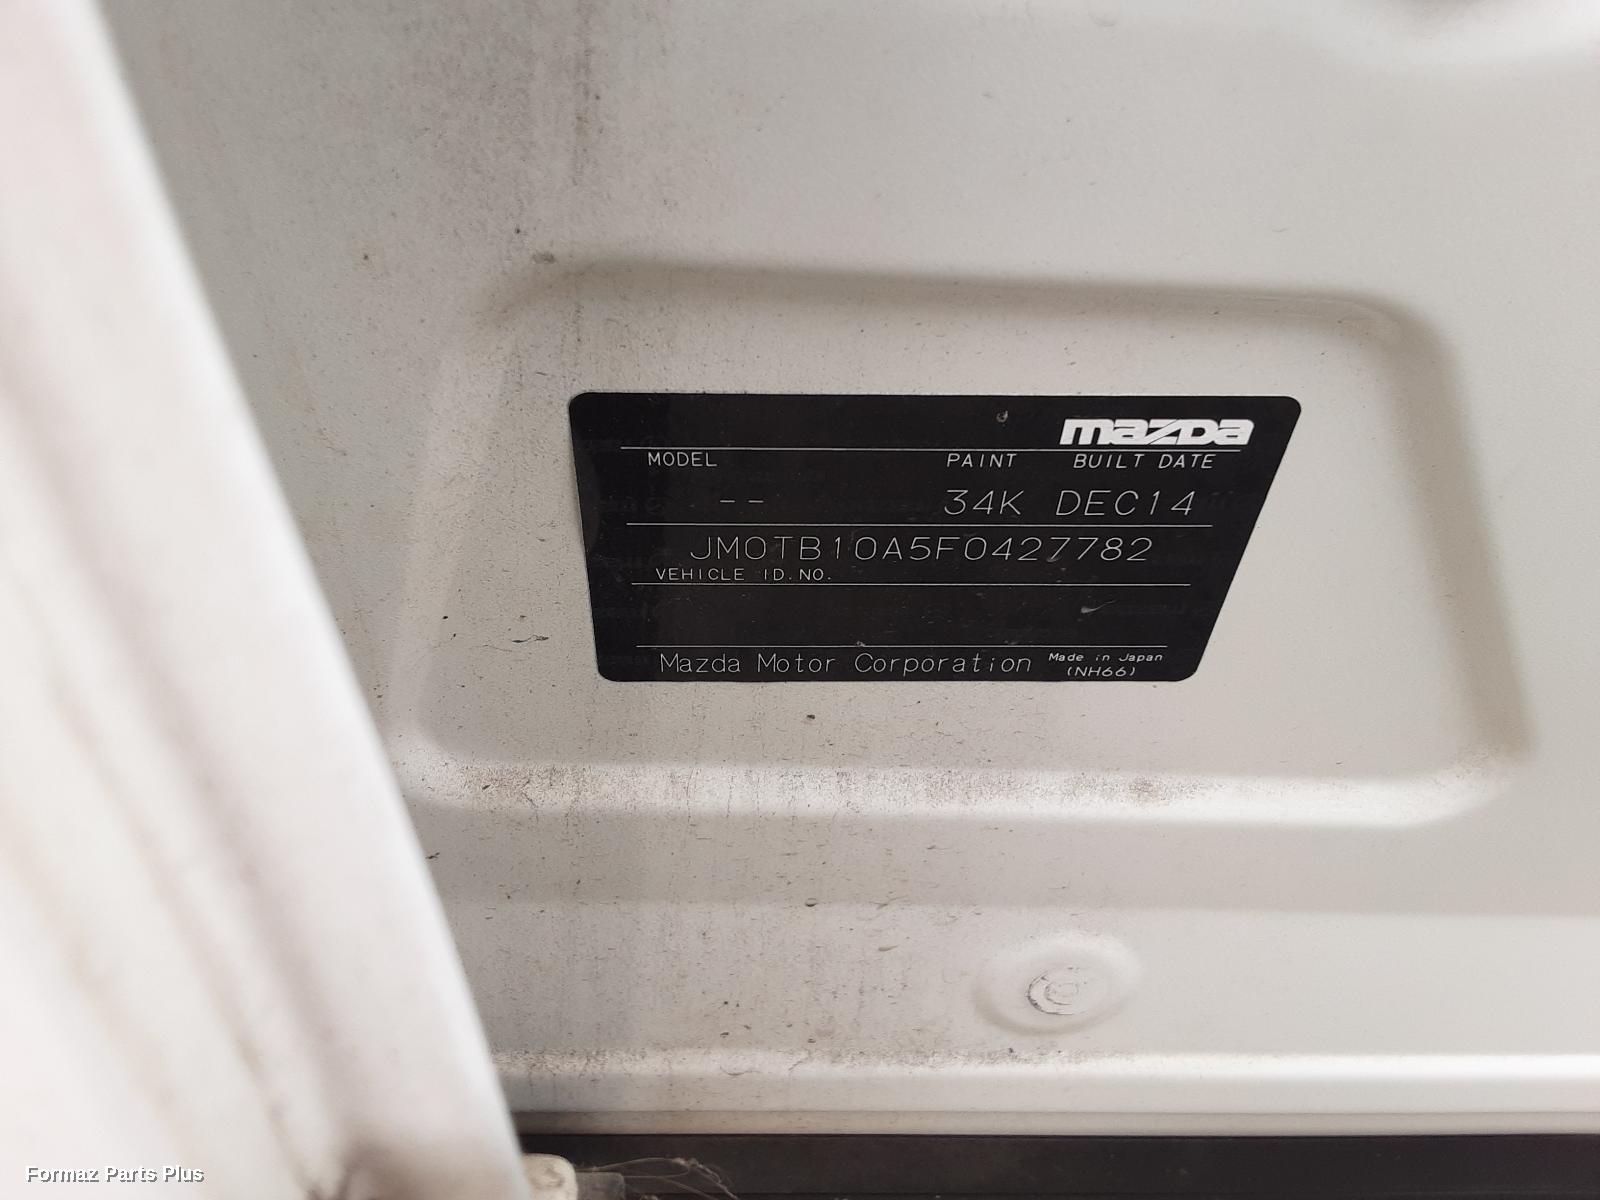 mazda
MODEL PAINT BUILT DATE
-- 34K DEC14
JM0TB10A5F0427782
VEHICLE ID.NO.
Mazda Motor Corporation Made in Japan
(NH66)
Formaz Parts Plus